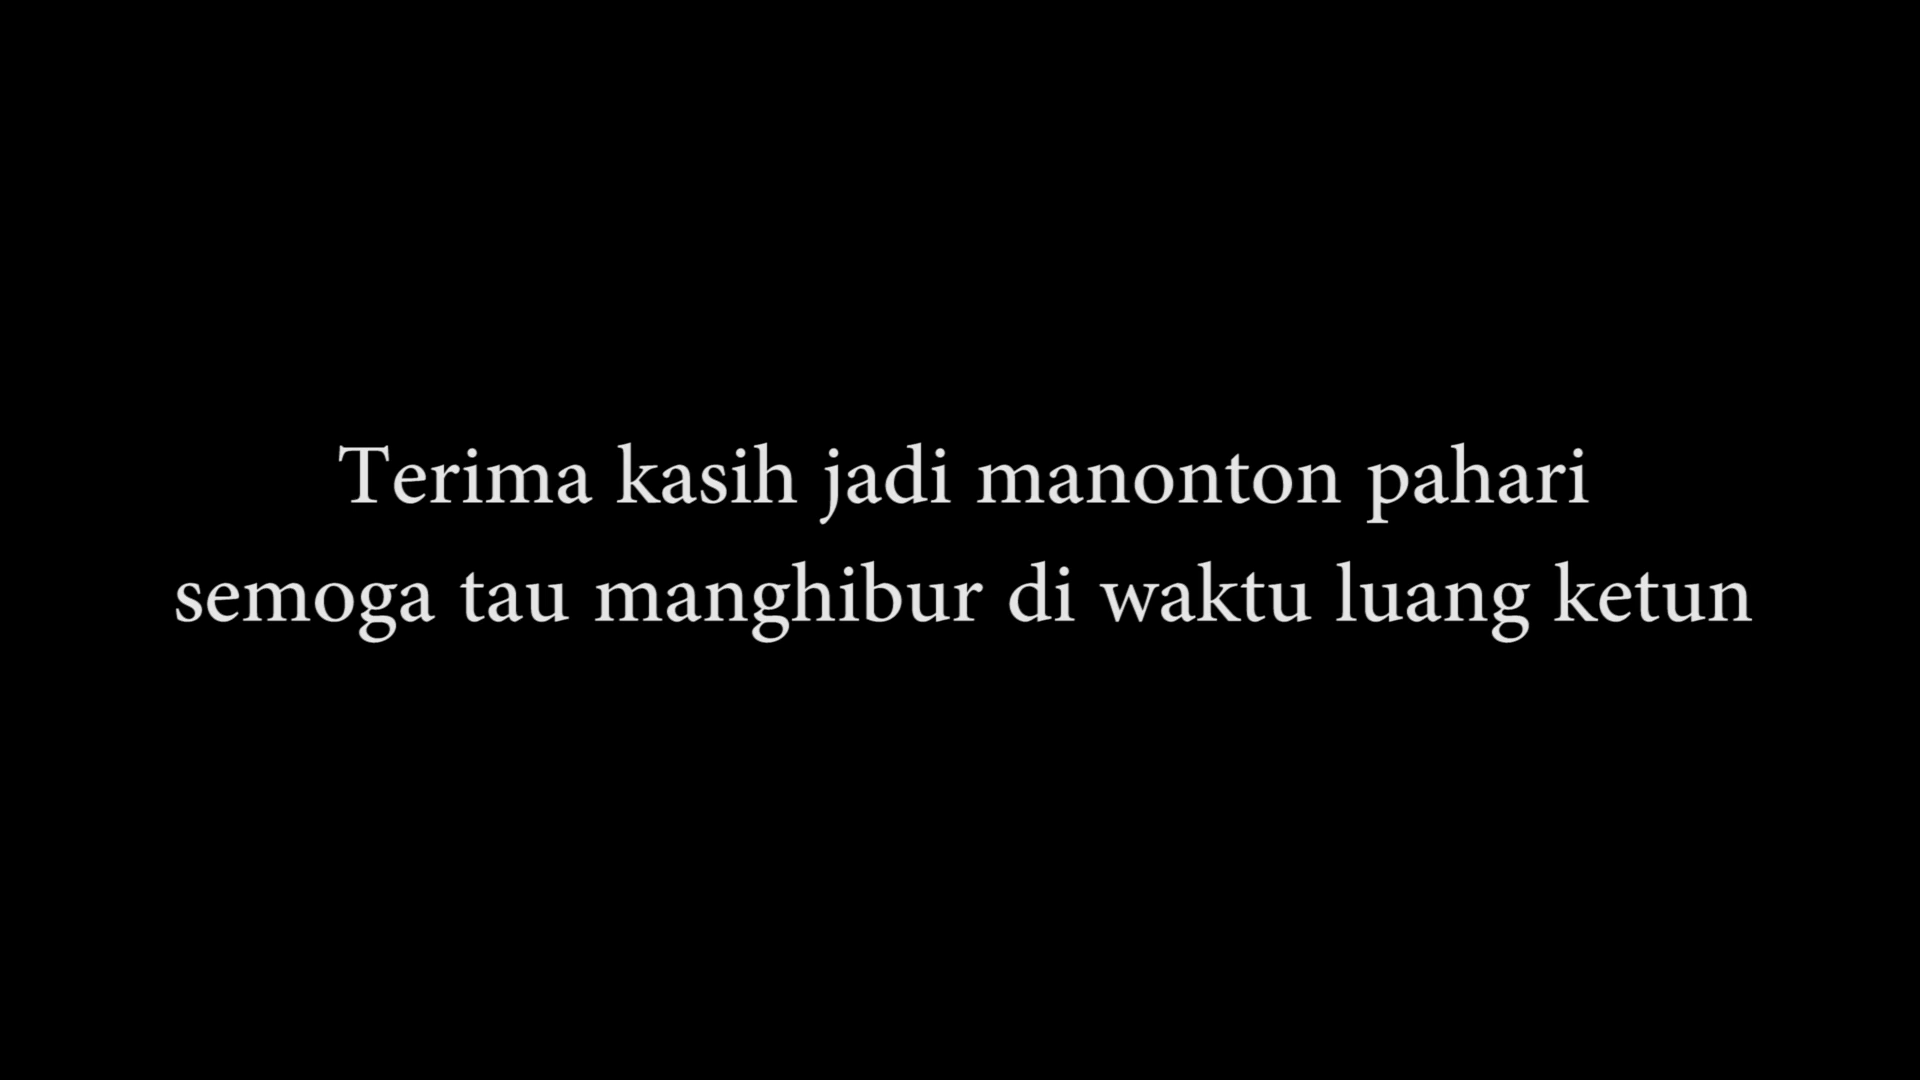 Terima kasih jadi manonton pahari
semoga tau manghibur di waktu luang ketun